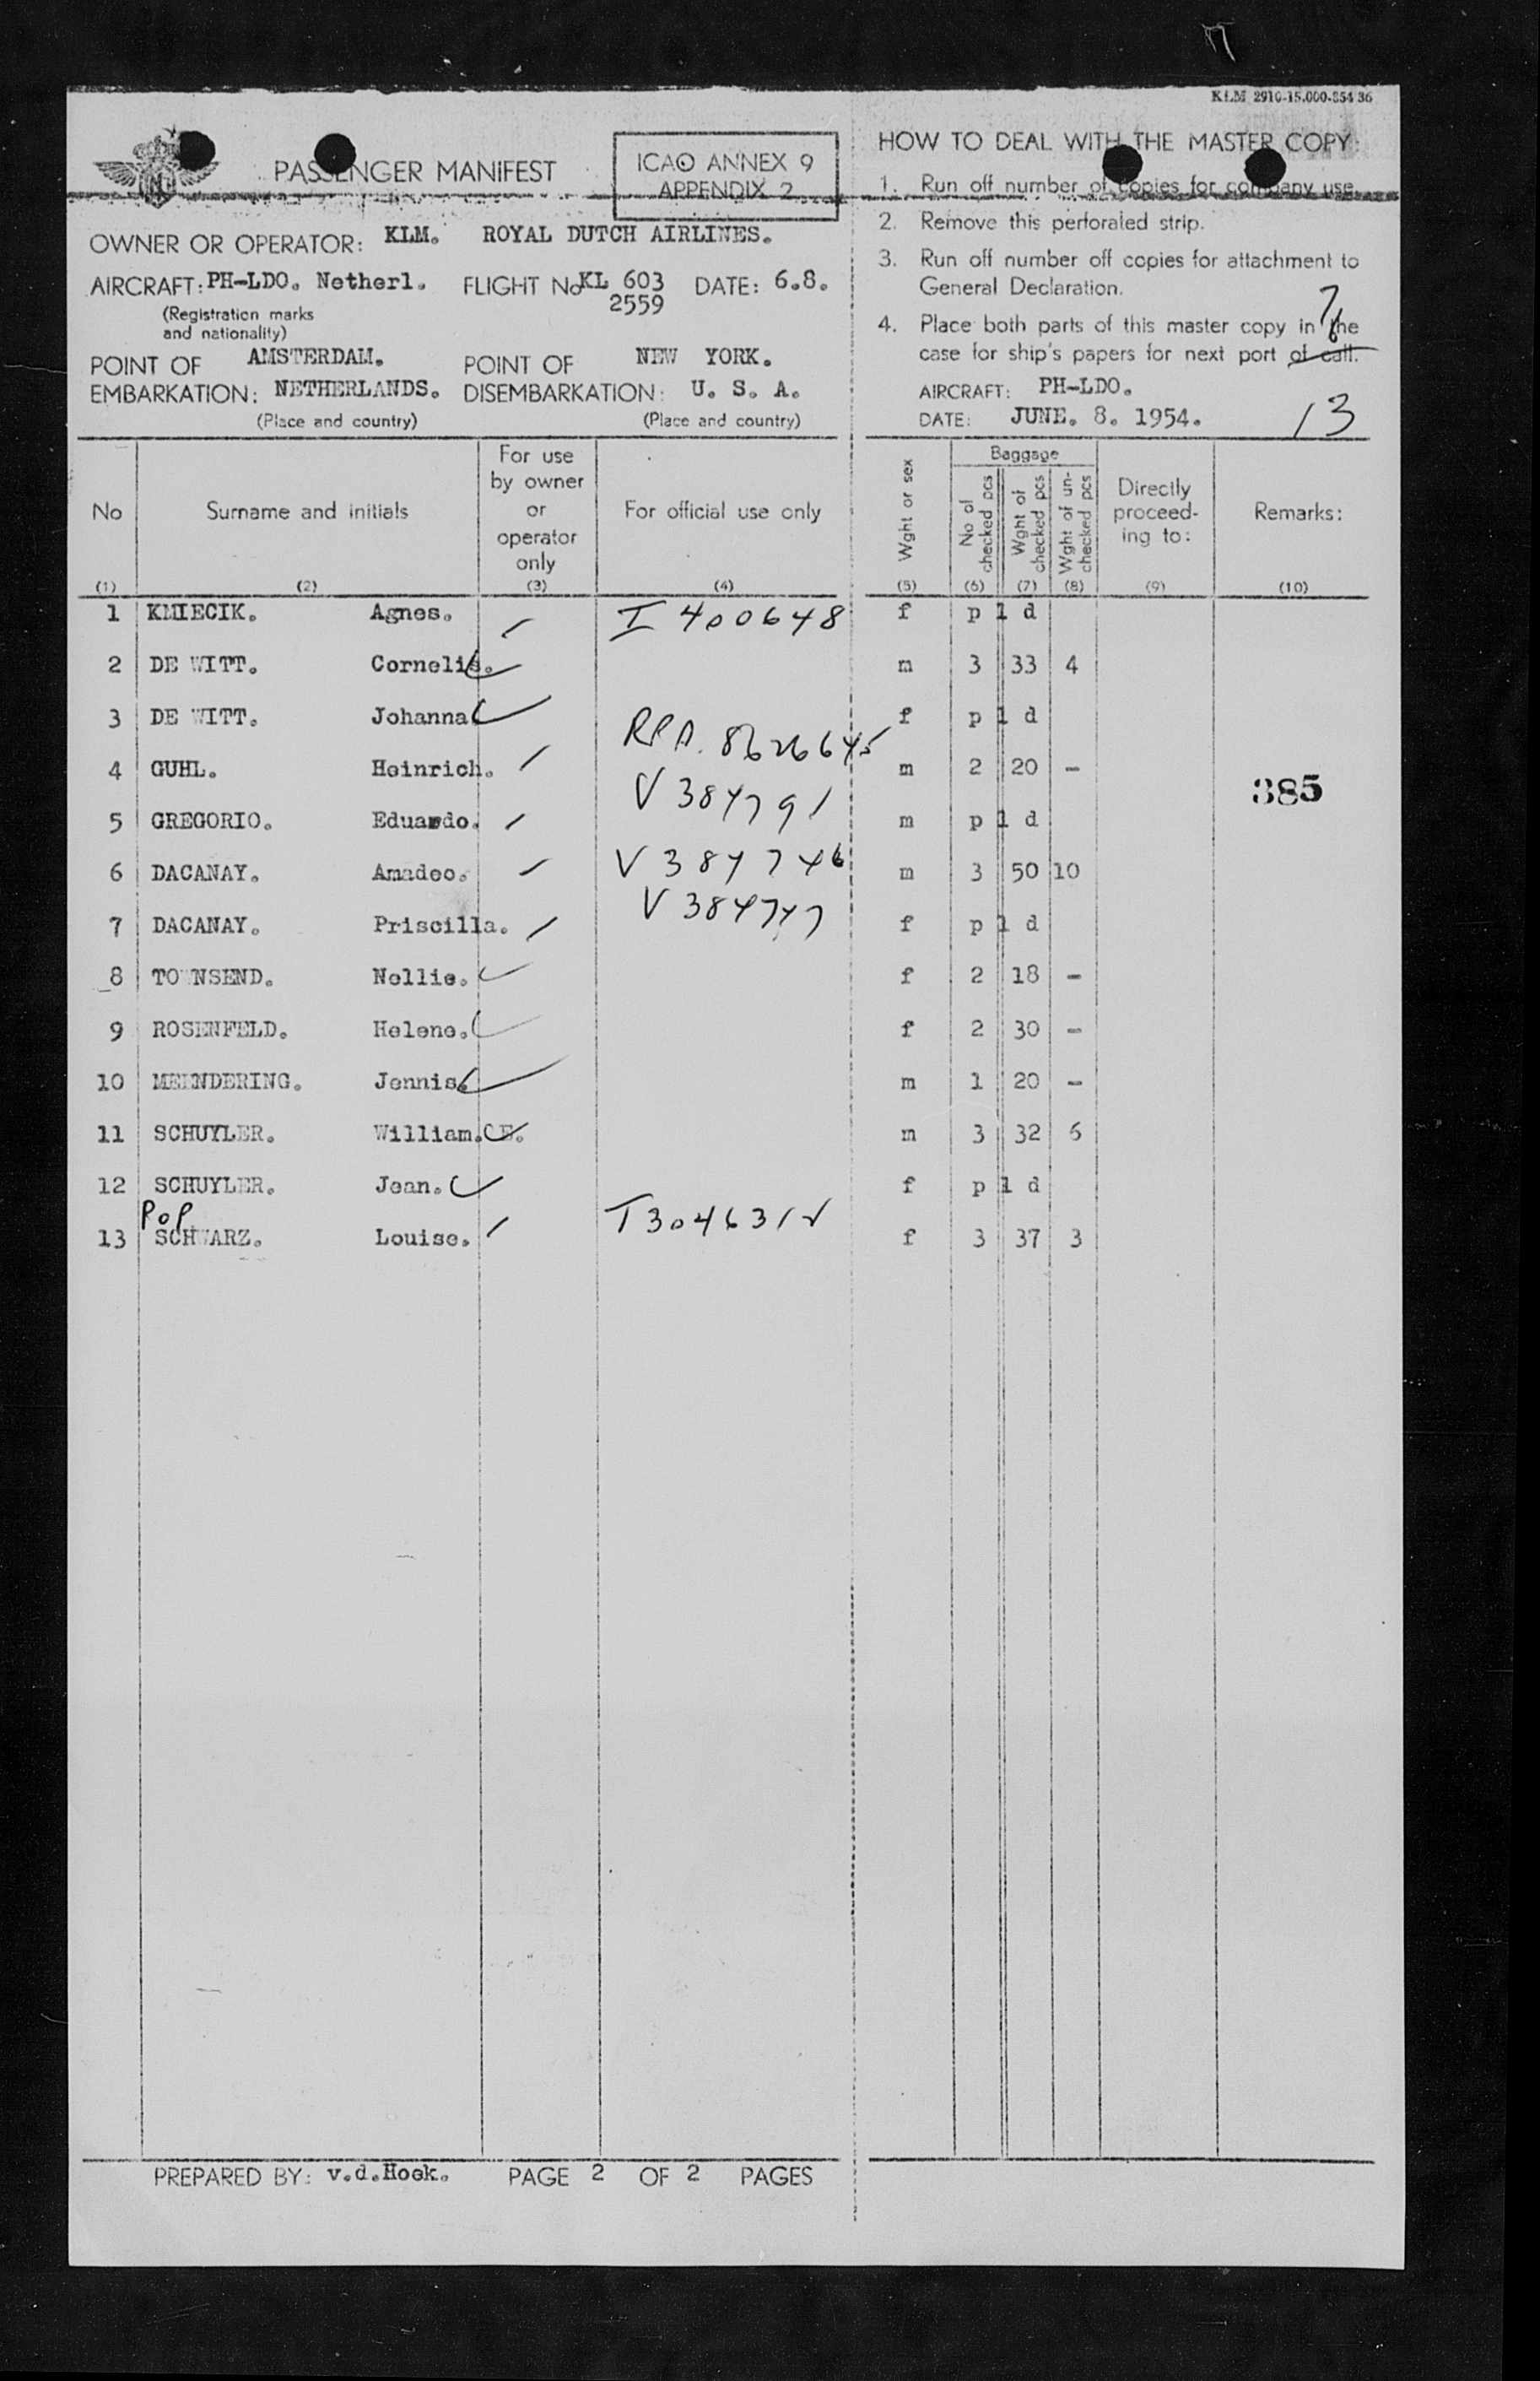 KLM 2910-15.000-854 36
PASSENGER MANIFEST
ICAO ANNEX 9
APPENDIX 2
OWNER OR OPERATOR: KLM. ROYAL DUTCH AIRLINES.
AIRCRAFT: PH-LDO. Netherl. FLIGHT No KL 603 DATE: 6.8.
2559
(Registration marks
and nationality)
POINT OF AMSTERDAM. POINT OF NEW YORK.
EMBARKATION: NETHERLANDS. DISEMBARKATION: U. S. A.
(Place and country) (Place and country)
HOW TO DEAL WITH THE MASTER COPY:
1. Run off number of copies for company use.
2. Remove this perforated strip.
3. Run off number off copies for attachment to
General Declaration.
4. Place both parts of this master copy in the
case for ship's papers for next port of call.
AIRCRAFT: PH-LDO.
DATE: JUNE. 8. 1954. 13
No Surname and initials For use by owner or operator only For official use only Wght or sex Baggage No of checked pcs Wght of checked pcs Wght of un-checked pcs Directly proceed-ing to: Remarks:
(1) (2) (3) (4) (5) (6) (7) (8) (9) (10)
1 KMIECIK. Agnes. I 400648 f p l d
2 DE WITT. Cornelis. m 3 33 4
3 DE WITT. Johanna f p l d
RPA. 8626645
4 GUHL. Heinrich. m 2 20 -
V 384791
385
5 GREGORIO. Eduardo. m p l d
6 DACANAY. Amadeo. V 384746 m 3 50 10
V 384747
7 DACANAY. Priscilla. f p l d
8 TOWNSEND. Nellie. f 2 18 -
9 ROSENFELD. Helene. f 2 30 -
10 MEENDERING. Jennis. m 1 20 -
11 SCHUYLER. William. m 3 32 6
12 SCHUYLER. Jean. f p l d
POP
13 SCHWARZ. Louise. T304631V f 3 37 3
PREPARED BY: v.d.Hoek. PAGE 2 OF 2 PAGES